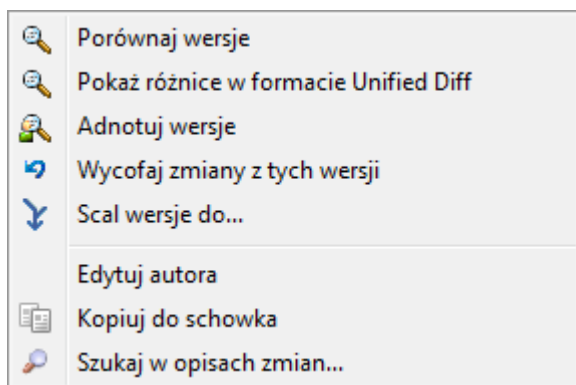 Porównaj wersje
Pokaż różnice w formacie Unified Diff
Adnotuj wersje
Wycofaj zmiany z tych wersji
Scal wersje do...
Edytuj autora
Kopiuj do schowka
Szukaj w opisach zmian...